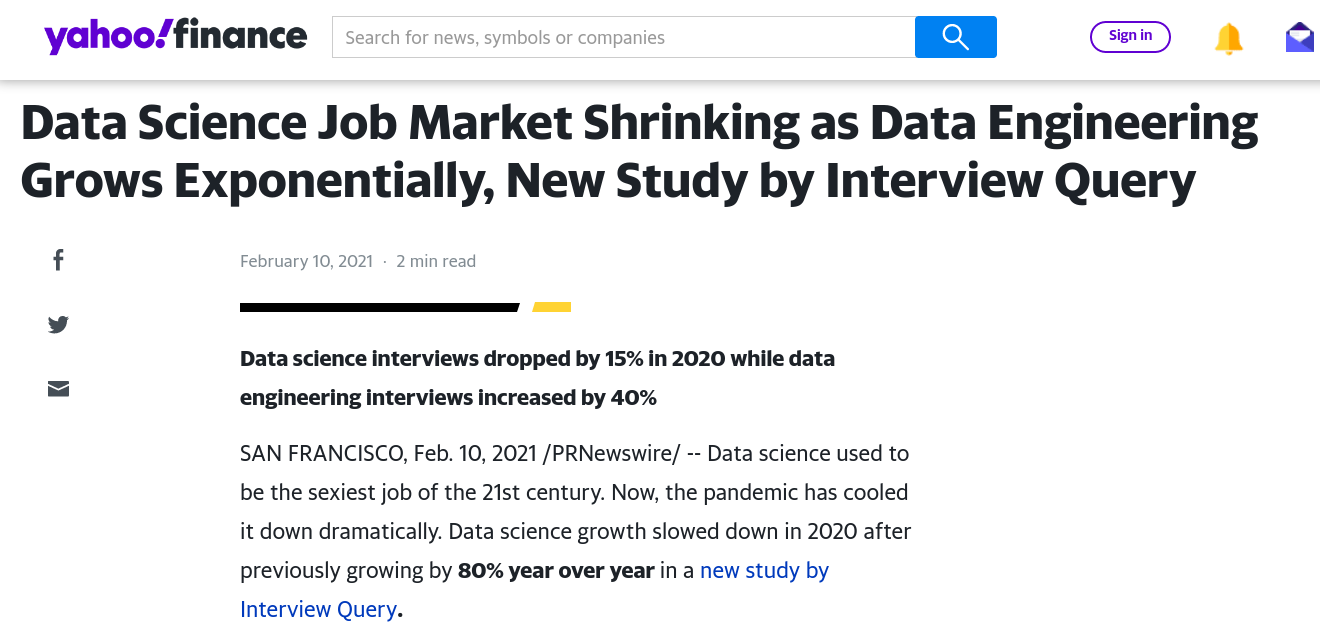 yahoo!finance
Search for news, symbols or companies
Sign in
Data Science Job Market Shrinking as Data Engineering
Grows Exponentially, New Study by Interview Query
February 10, 2021 · 2 min read
Data science interviews dropped by 15% in 2020 while data
engineering interviews increased by 40%
SAN FRANCISCO, Feb. 10, 2021 /PRNewswire/ -- Data science used to
be the sexiest job of the 21st century. Now, the pandemic has cooled
it down dramatically. Data science growth slowed down in 2020 after
previously growing by 80% year over year in a new study by
Interview Query.